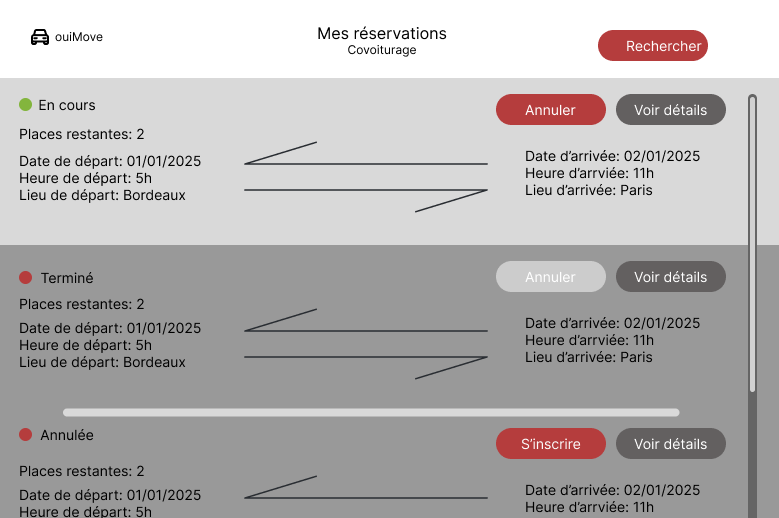 ouiMove
Mes réservations
Covoiturage
Rechercher
En cours
Annuler
Voir détails
Places restantes: 2
Date de départ: 01/01/2025
Heure de départ: 5h
Lieu de départ: Bordeaux
Date d’arrivée: 02/01/2025
Heure d’arrviée: 11h
Lieu d’arrivée: Paris
Terminé
Annuler
Voir détails
Places restantes: 2
Date de départ: 01/01/2025
Heure de départ: 5h
Lieu de départ: Bordeaux
Date d’arrivée: 02/01/2025
Heure d’arrviée: 11h
Lieu d’arrivée: Paris
Annulée
S’inscrire
Voir détails
Places restantes: 2
Date de départ: 01/01/2025
Heure de départ: 5h
Date d’arrivée: 02/01/2025
Heure d’arrviée: 11h